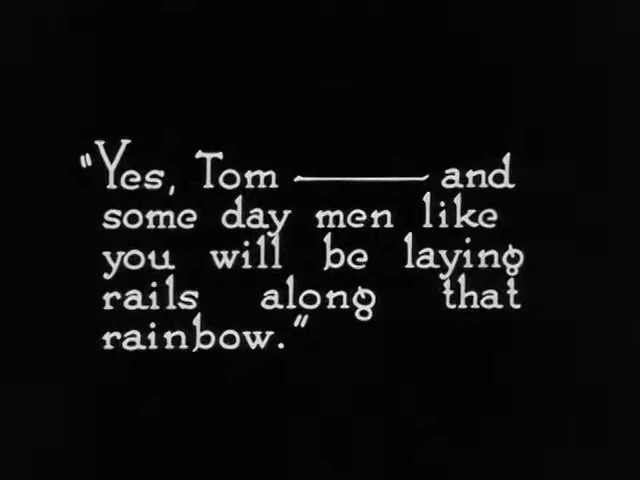 "Yes, Tom ——— and
some day men like
you will be laying
rails along that
rainbow."